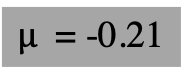 μ = -0.21